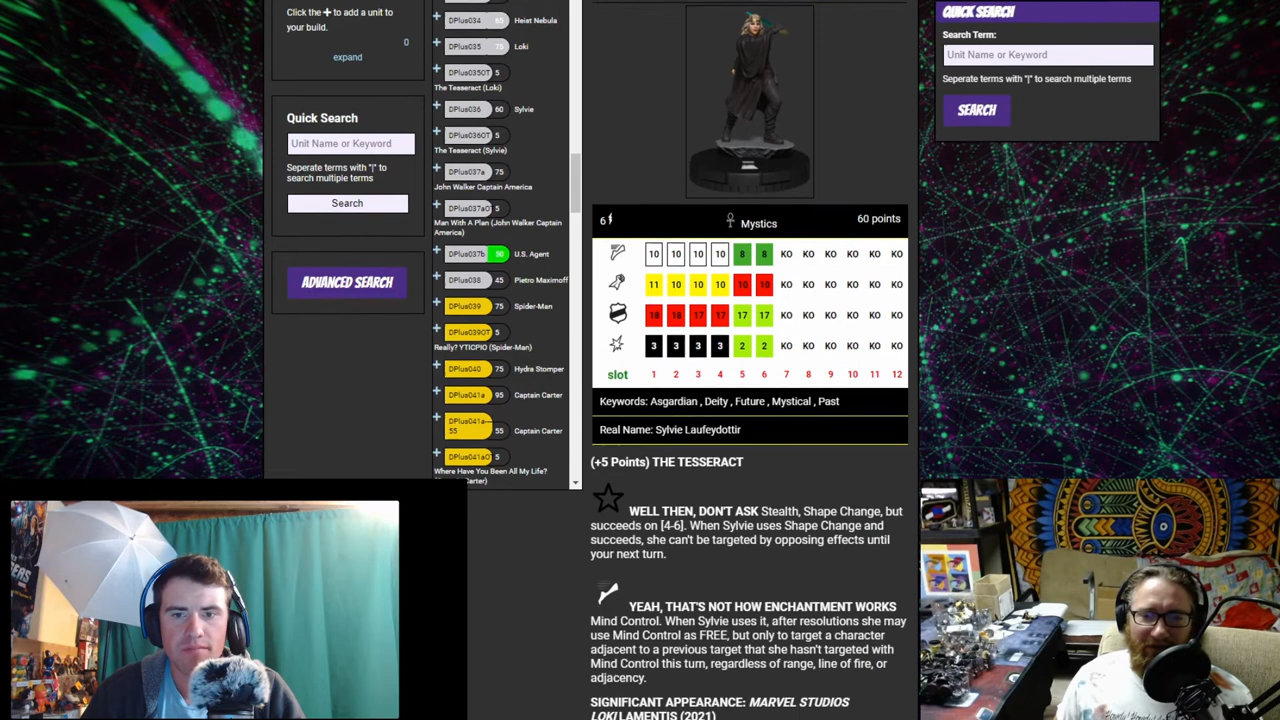 Click the + to add a unit to
your build.
0
expand
Quick Search
Unit Name or Keyword
Seperate terms with "|" to
search multiple terms
Search
ADVANCED SEARCH
DPlus034 65 Heist Nebula
DPlus035 75 Loki
DPlus035OT 5
The Tesseract (Loki)
DPlus036 60 Sylvie
DPlus036OT 5
The Tesseract (Sylvie)
DPlus037a 75
John Walker Captain America
DPlus037aOT 5
Man With A Plan (John Walker Captain
America)
DPlus037b 50 U.S. Agent
DPlus038 45 Pietro Maximoff
DPlus039 75 Spider-Man
DPlus039OT 5
Really? YTICPIO (Spider-Man)
DPlus040 75 Hydra Stomper
DPlus041a 95 Captain Carter
DPlus041a-
55 55 Captain Carter
DPlus041aOT 5
Where Have You Been All My Life?
6 Mystics 60 points
10 10 10 10 8 8 KO KO KO KO KO KO
11 10 10 10 10 10 KO KO KO KO KO KO
18 18 17 17 17 17 KO KO KO KO KO KO
3 3 3 3 2 2 KO KO KO KO KO KO
slot 1 2 3 4 5 6 7 8 9 10 11 12
Keywords: Asgardian , Deity , Future , Mystical , Past
Real Name: Sylvie Laufeydottir
(+5 Points) THE TESSERACT
WELL THEN, DON'T ASK Stealth, Shape Change, but
succeeds on [4-6]. When Sylvie uses Shape Change and
succeeds, she can't be targeted by opposing effects until
your next turn.
YEAH, THAT'S NOT HOW ENCHANTMENT WORKS
Mind Control. When Sylvie uses it, after resolutions she may
use Mind Control as FREE, but only to target a character
adjacent to a previous target that she hasn't targeted with
Mind Control this turn, regardless of range, line of fire, or
adjacency.
SIGNIFICANT APPEARANCE: MARVEL STUDIOS
LOKI LAMENTIS (2021)
QUICK SEARCH
Search Term:
Unit Name or Keyword
Seperate terms with "|" to search multiple terms
SEARCH